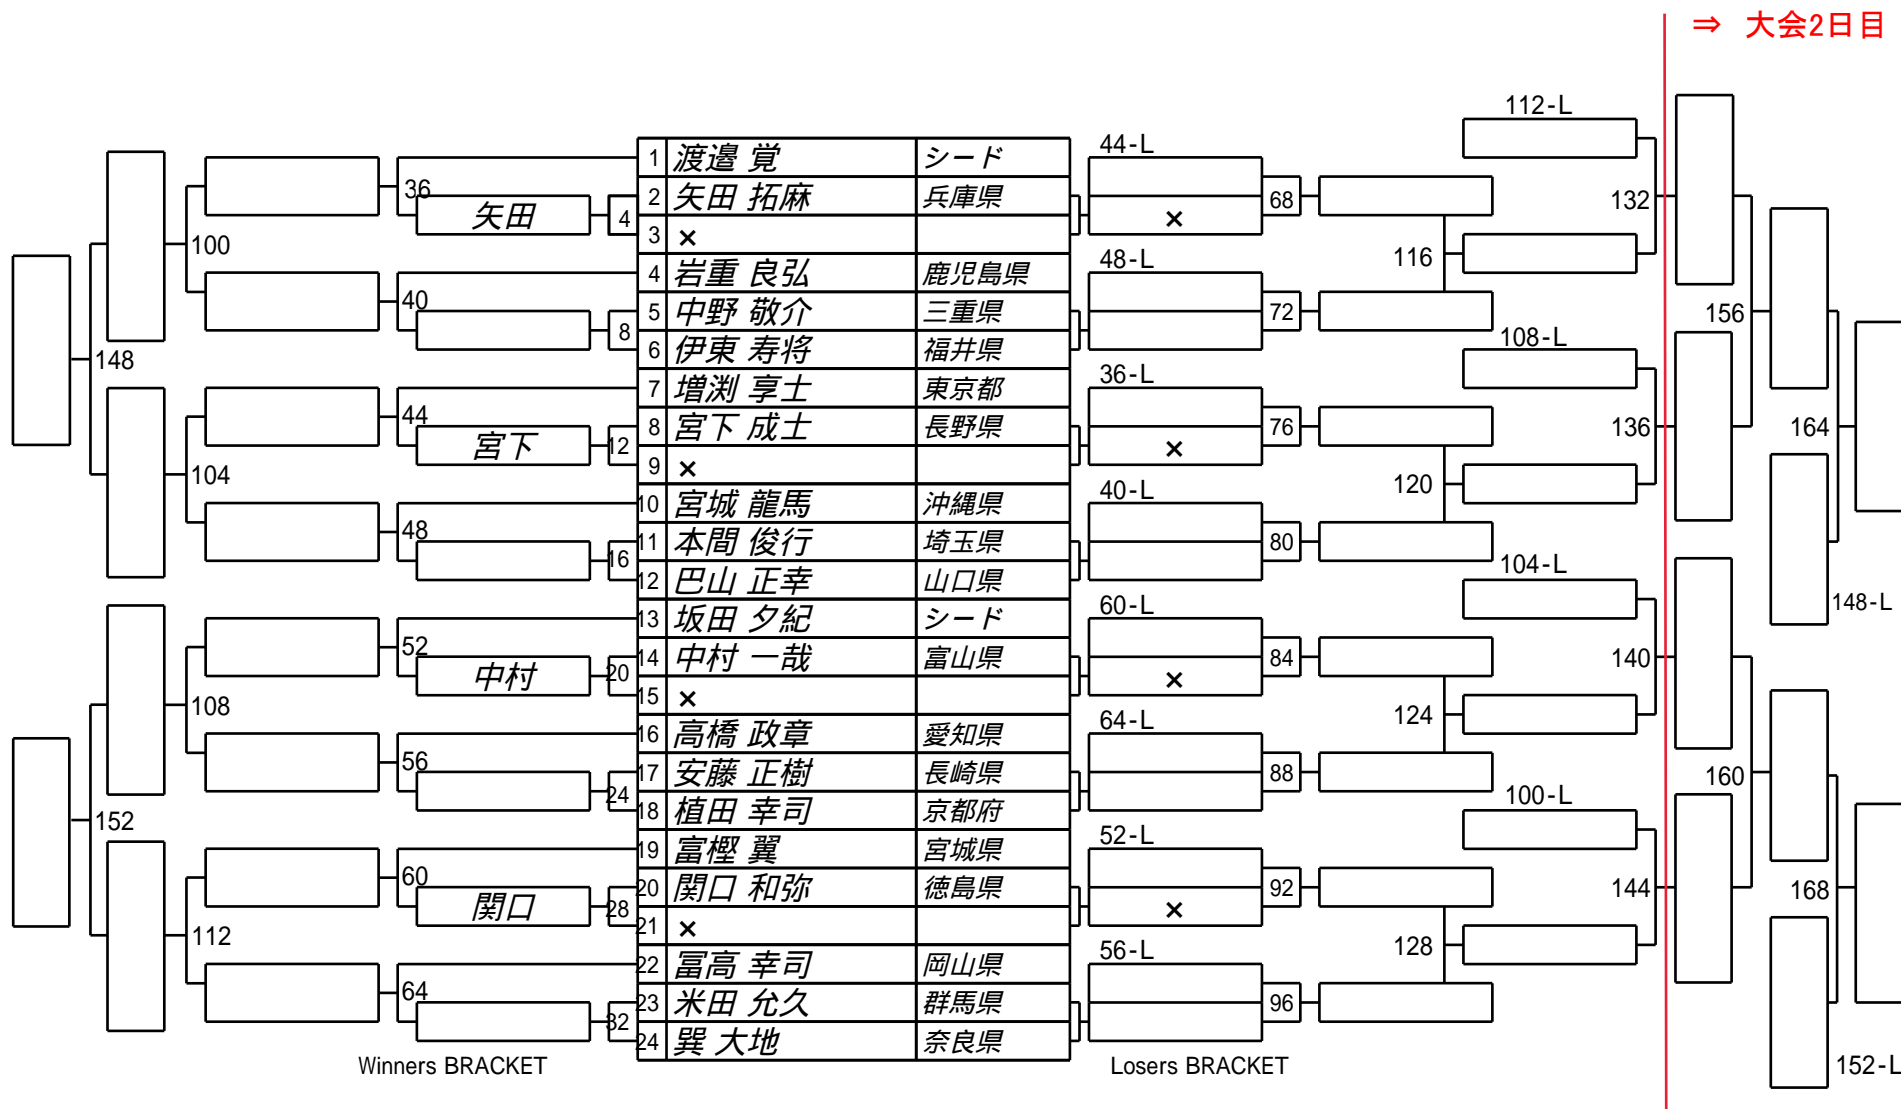 ⇒ 大会2日目
1 渡邉 覚 シード
2 矢田 拓麻 兵庫県
3 ×
4 岩重 良弘 鹿児島県
5 中野 敬介 三重県
6 伊東 寿将 福井県
7 増渕 享士 東京都
8 宮下 成士 長野県
9 ×
10 宮城 龍馬 沖縄県
11 本間 俊行 埼玉県
12 巴山 正幸 山口県
13 坂田 夕紀 シード
14 中村 一哉 富山県
15 ×
16 高橋 政章 愛知県
17 安藤 正樹 長崎県
18 植田 幸司 京都府
19 富樫 翼 宮城県
20 関口 和弥 徳島県
21 ×
22 冨高 幸司 岡山県
23 米田 允久 群馬県
24 巽 大地 奈良県
148
152
100
104
108
112
36
矢田
4
40
8
44
宮下
12
48
16
52
中村
20
56
24
60
関口
28
64
32
Winners BRACKET
44-L
×
68
48-L
72
36-L
×
76
40-L
80
60-L
×
84
64-L
88
52-L
×
92
56-L
96
Losers BRACKET
116
120
124
128
112-L
132
108-L
136
104-L
140
100-L
144
156
160
164
148-L
168
152-L